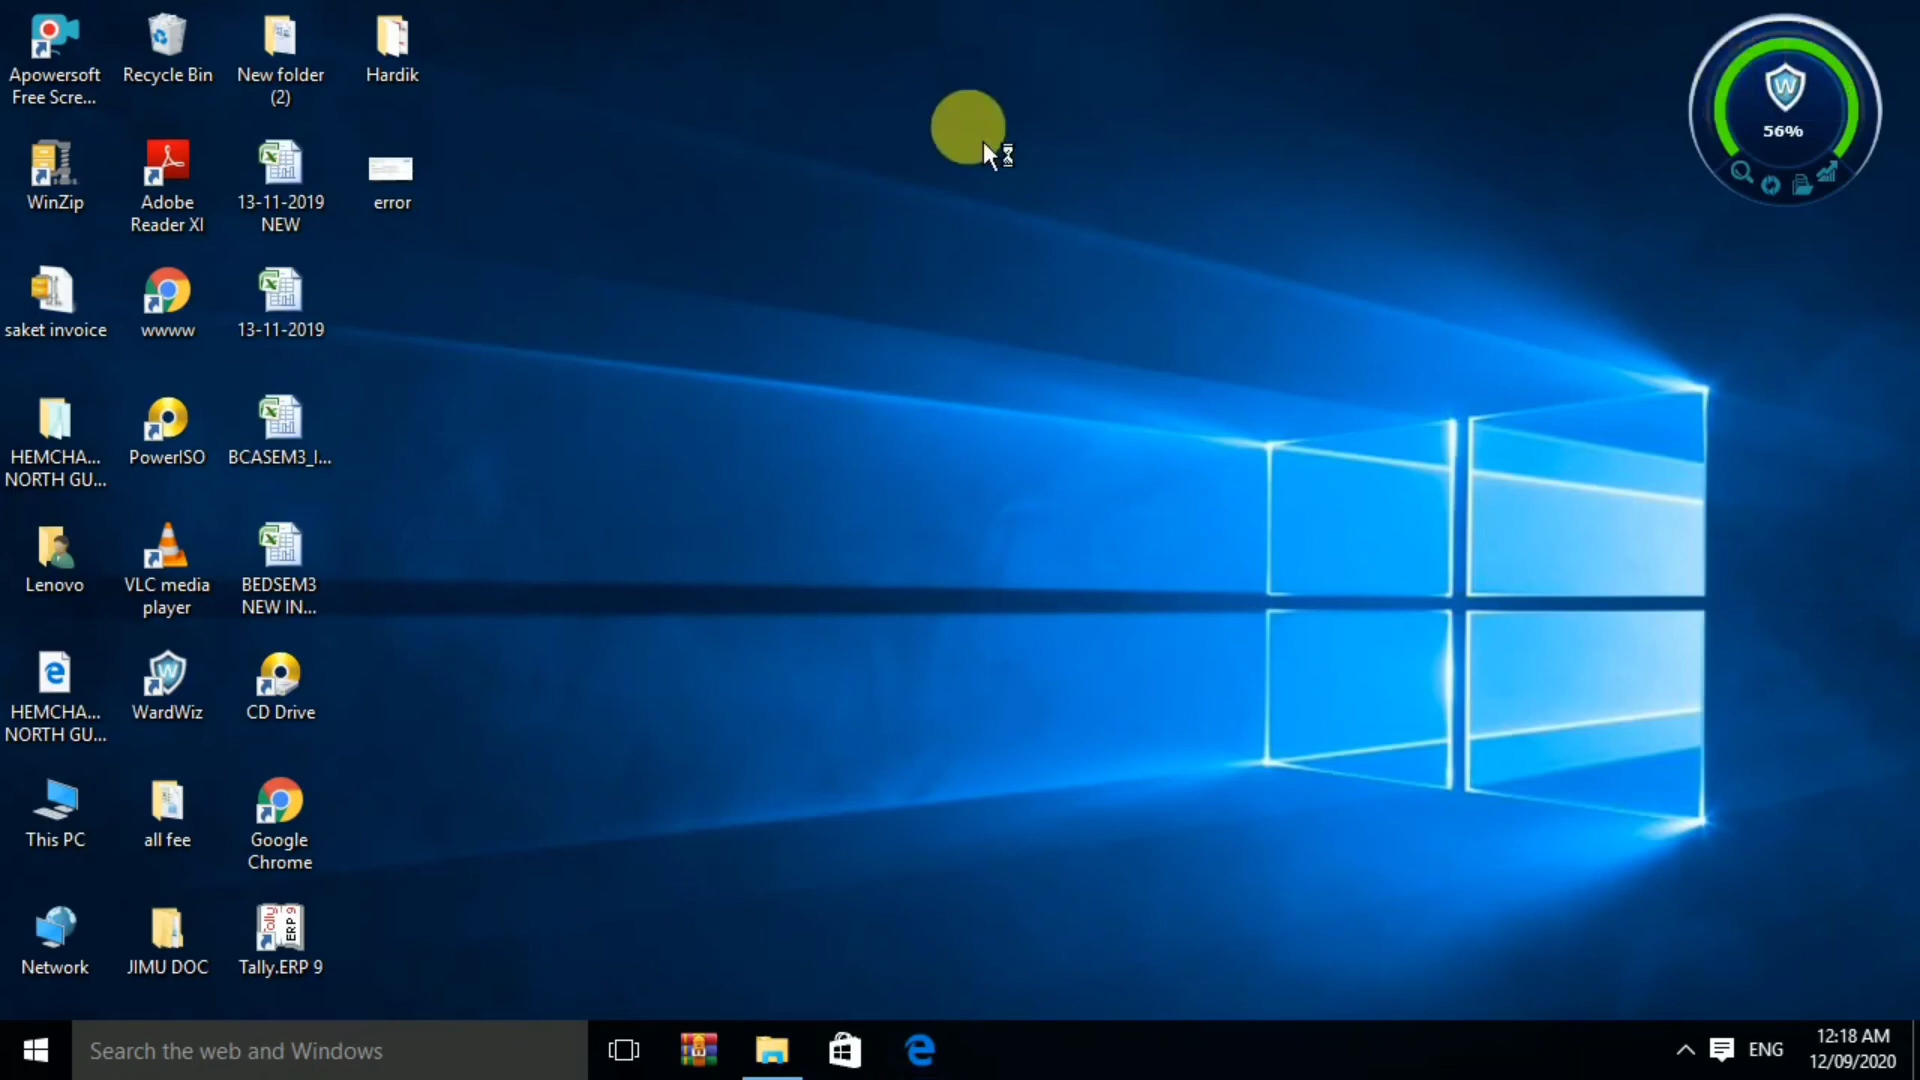 Apowersoft
Free Scre...
Recycle Bin
New folder
(2)
Hardik
56%
WinZip
Adobe
Reader XI
13-11-2019
NEW
error
saket invoice
wwww
13-11-2019
HEMCHA...
NORTH GU...
PowerISO
BCASEM3_I...
Lenovo
VLC media
player
BEDSEM3
NEW IN...
HEMCHA...
NORTH GU...
WardWiz
CD Drive
This PC
all fee
Google
Chrome
Network
JIMU DOC
Tally
ERP 9
Tally.ERP 9
Search the web and Windows
ENG
12:18 AM
12/09/2020